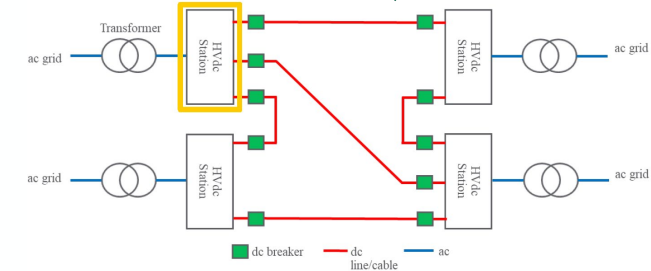 Transformer
ac grid
HVdc
Station
HVdc
Station
ac grid
ac grid
HVdc
Station
HVdc
Station
ac grid
dc breaker
dc
line/cable
ac